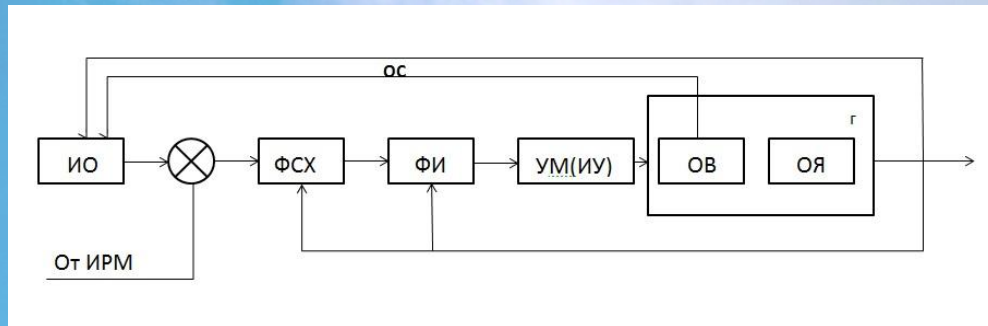 ОС
г
ИО
ФСХ
ФИ
УМ(ИУ)
ОВ
ОЯ
От ИРМ